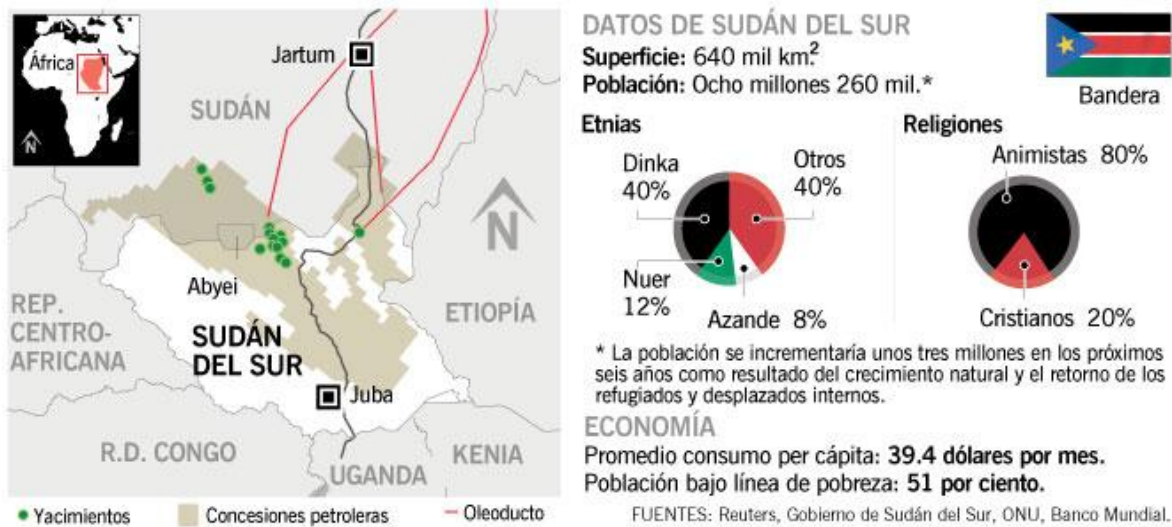 África
N
Jartum
SUDÁN
N
Abyei
REP.
CENTRO-
AFRICANA
SUDÁN
DEL SUR
ETIOPÍA
Juba
R.D. CONGO
UGANDA
KENIA
Yacimientos
Concesiones petroleras
Oleoducto
DATOS DE SUDÁN DEL SUR
Superficie: 640 mil km.²
Población: Ocho millones 260 mil.*
Bandera
Etnias
Dinka
40%
Otros
40%
Nuer
12%
Azande 8%
Religiones
Animistas 80%
Cristianos 20%
* La población se incrementaría unos tres millones en los próximos
seis años como resultado del crecimiento natural y el retorno de los
refugiados y desplazados internos.
ECONOMÍA
Promedio consumo per cápita: 39.4 dólares por mes.
Población bajo línea de pobreza: 51 por ciento.
FUENTES: Reuters, Gobierno de Sudán del Sur, ONU, Banco Mundial